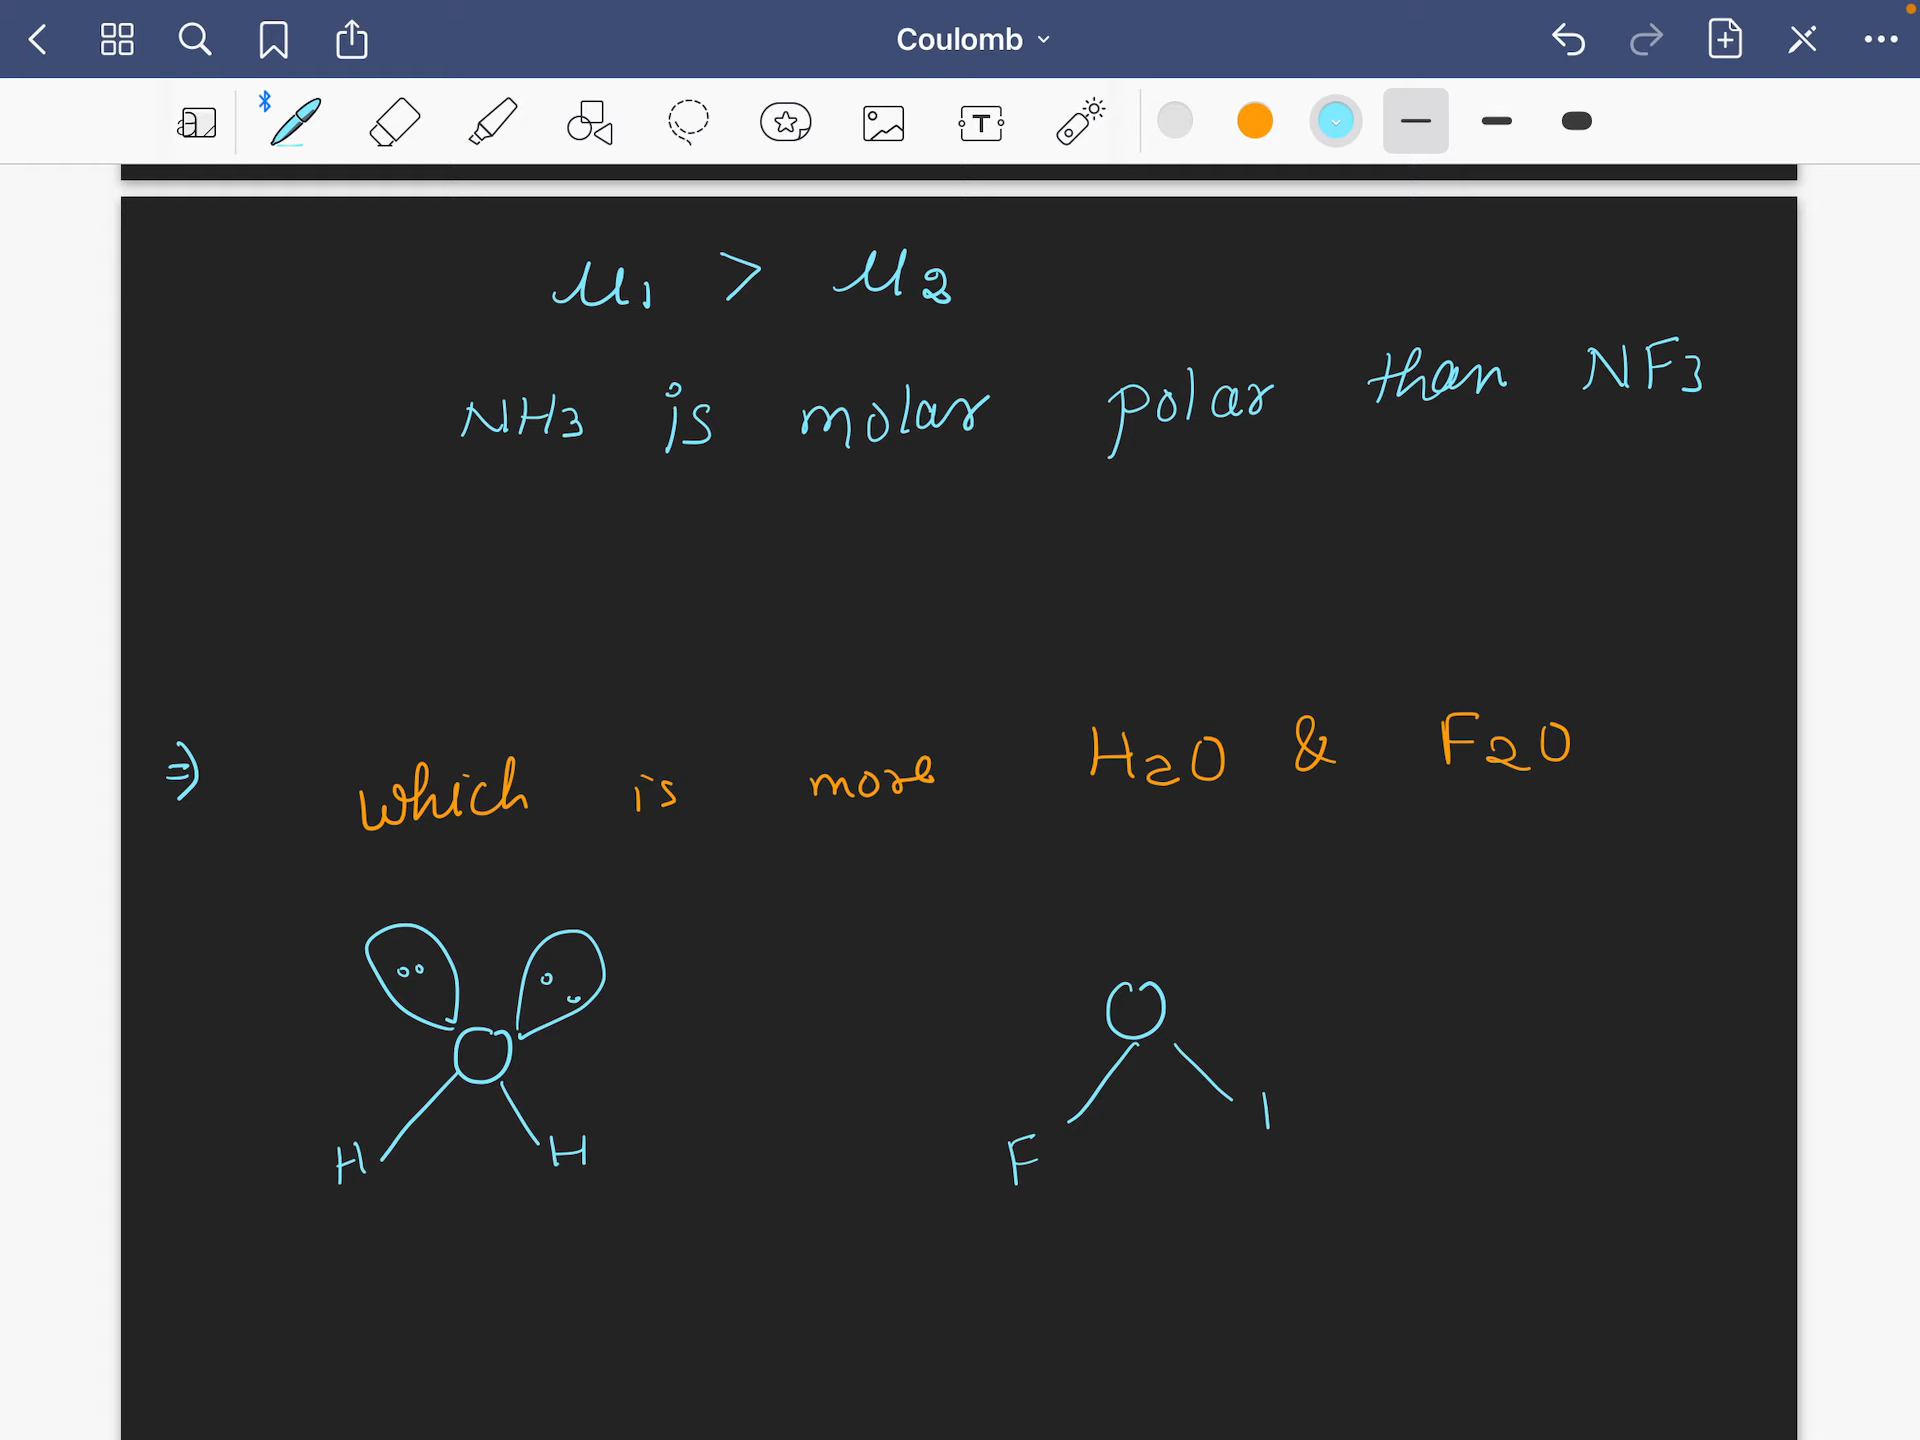 Coulomb
T
μ1 > μ2
NH3 is molar polar than NF3
⇒ which is more H2O & F2O
O O
H H F